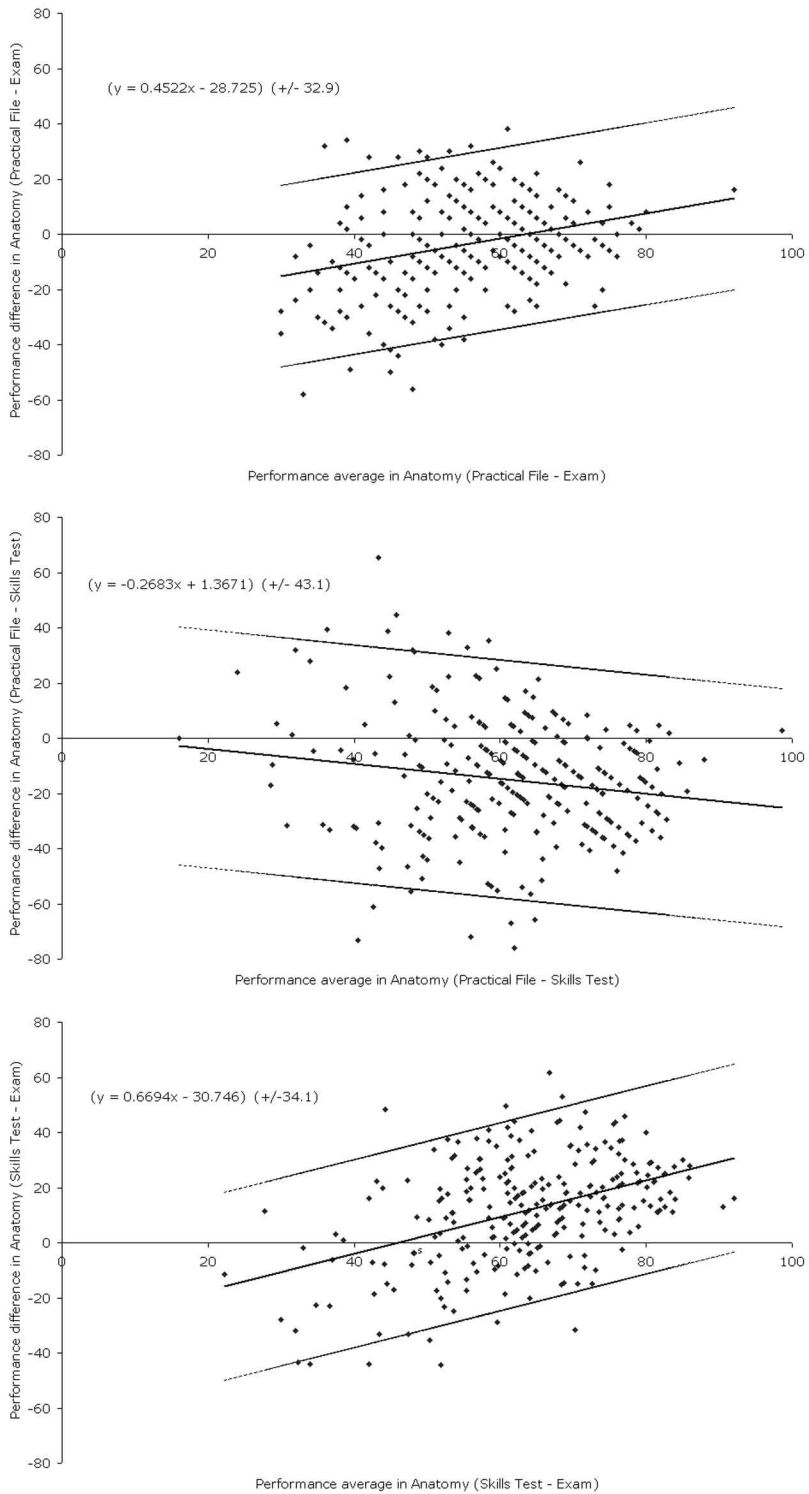 80
60
(y = 0.4522x - 28.725) (+/- 32.9)
40
20
0
0 20 40 60 80 100
-20
-40
-60
-80
Performance difference in Anatomy (Practical File - Exam)
Performance average in Anatomy (Practical File - Exam)
80
60
(y = -0.2683x + 1.3671) (+/- 43.1)
40
20
0
0 20 40 60 80 100
-20
-40
-60
-80
Performance difference in Anatomy (Practical File - Skills Test)
Performance average in Anatomy (Practical File - Skills Test)
80
60
(y = 0.6694x - 30.746) (+/-34.1)
40
20
0
0 20 40 s 60 80 100
-20
-40
-60
-80
Performance difference in Anatomy (Skills Test - Exam)
Performance average in Anatomy (Skills Test - Exam)